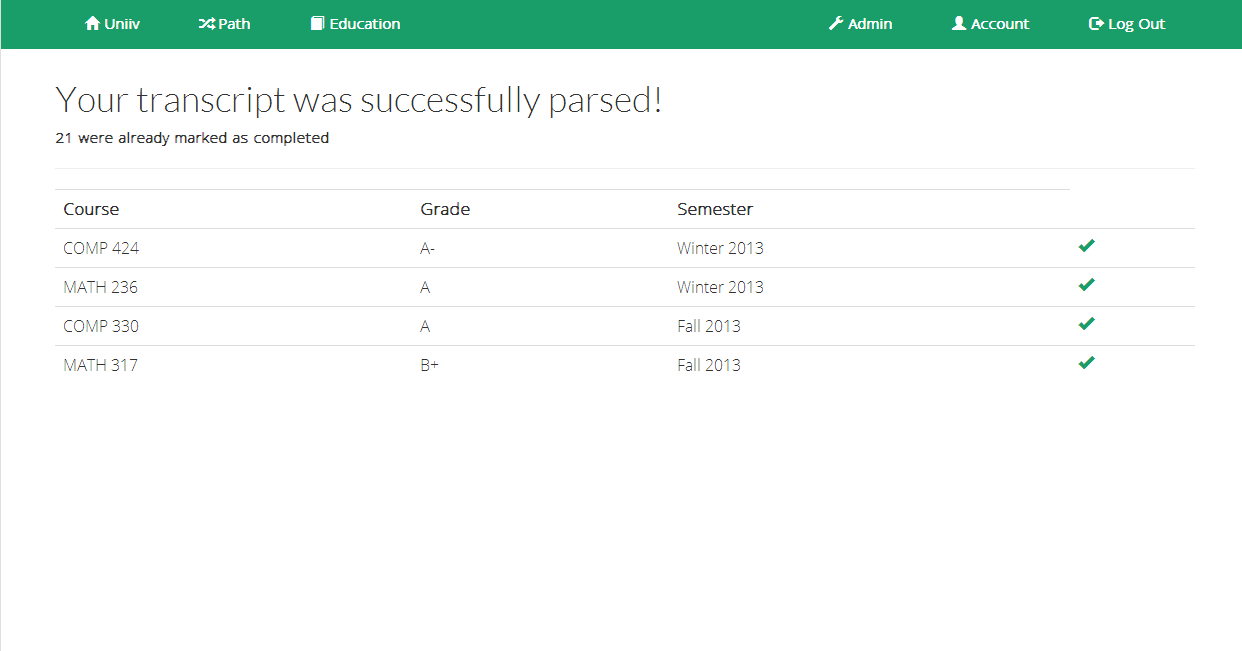 Uniiv Path Education Admin Account Log Out
Your transcript was successfully parsed!
21 were already marked as completed
Course Grade Semester
COMP 424 A- Winter 2013
MATH 236 A Winter 2013
COMP 330 A Fall 2013
MATH 317 B+ Fall 2013